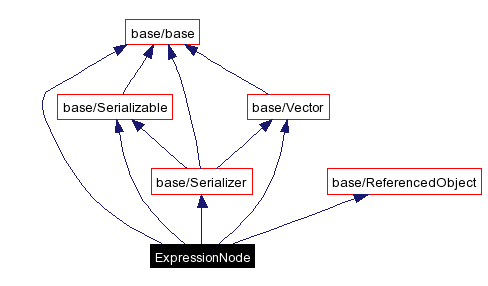 base/base
base/Serializable
base/Vector
base/Serializer
base/ReferencedObject
ExpressionNode